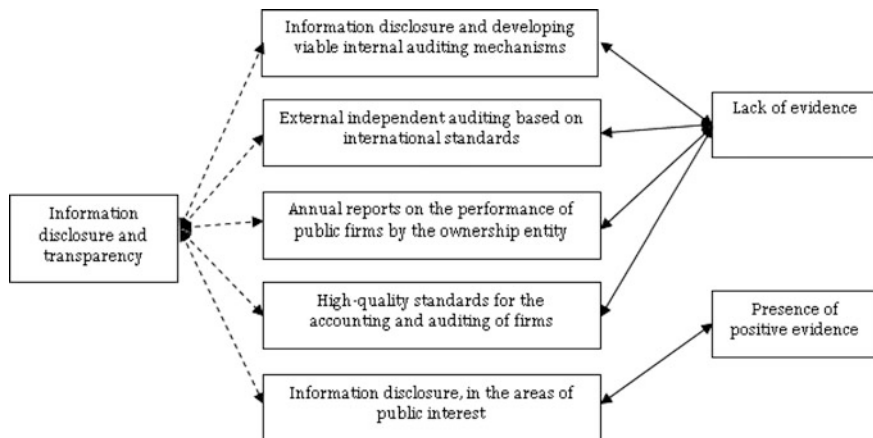 Information disclosure and developing
viable internal auditing mechanisms
External independent auditing based on
international standards
Lack of evidence
Information
disclosure and
transparency
Annual reports on the performance of
public firms by the ownership entity
High-quality standards for the
accounting and auditing of firms
Presence of
positive evidence
Information disclosure, in the areas of
public interest